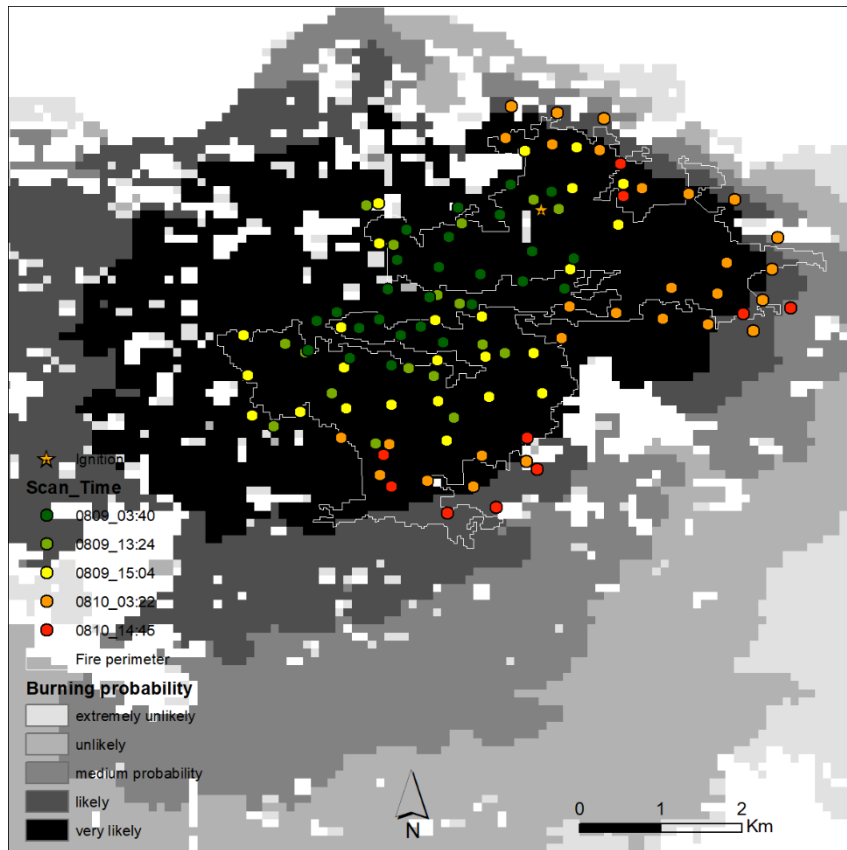 Ignition
Scan_Time
0809_03:40
0809_13:24
0809_15:04
0810_03:22
0810_14:45
Fire perimeter
Burning probability
extremely unlikely
unlikely
medium probability
likely
very likely
N
0 1 2
Km